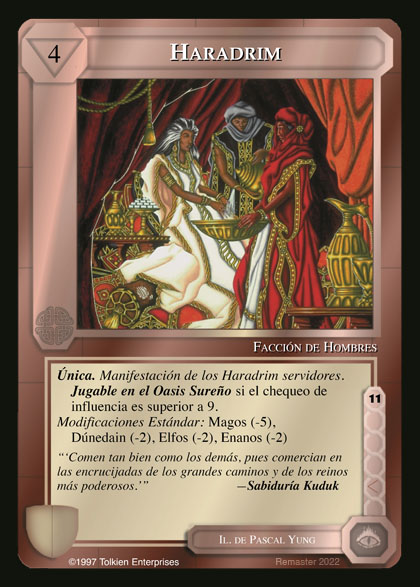 4
HARADRIM
FACCIÓN DE HOMBRES
Única. Manifestación de los Haradrim servidores.
Jugable en el Oasis Sureño si el chequeo de
influencia es superior a 9.
Modificaciones Estándar: Magos (-5),
Dúnedain (-2), Elfos (-2), Enanos (-2)
“‘Comen tan bien como los demás, pues comercian en
las encrucijadas de los grandes caminos y de los reinos
más poderosos.’” —Sabiduría Kuduk
11
IL. DE PASCAL YUNG
©1997 Tolkien Enterprises
Remaster 2022